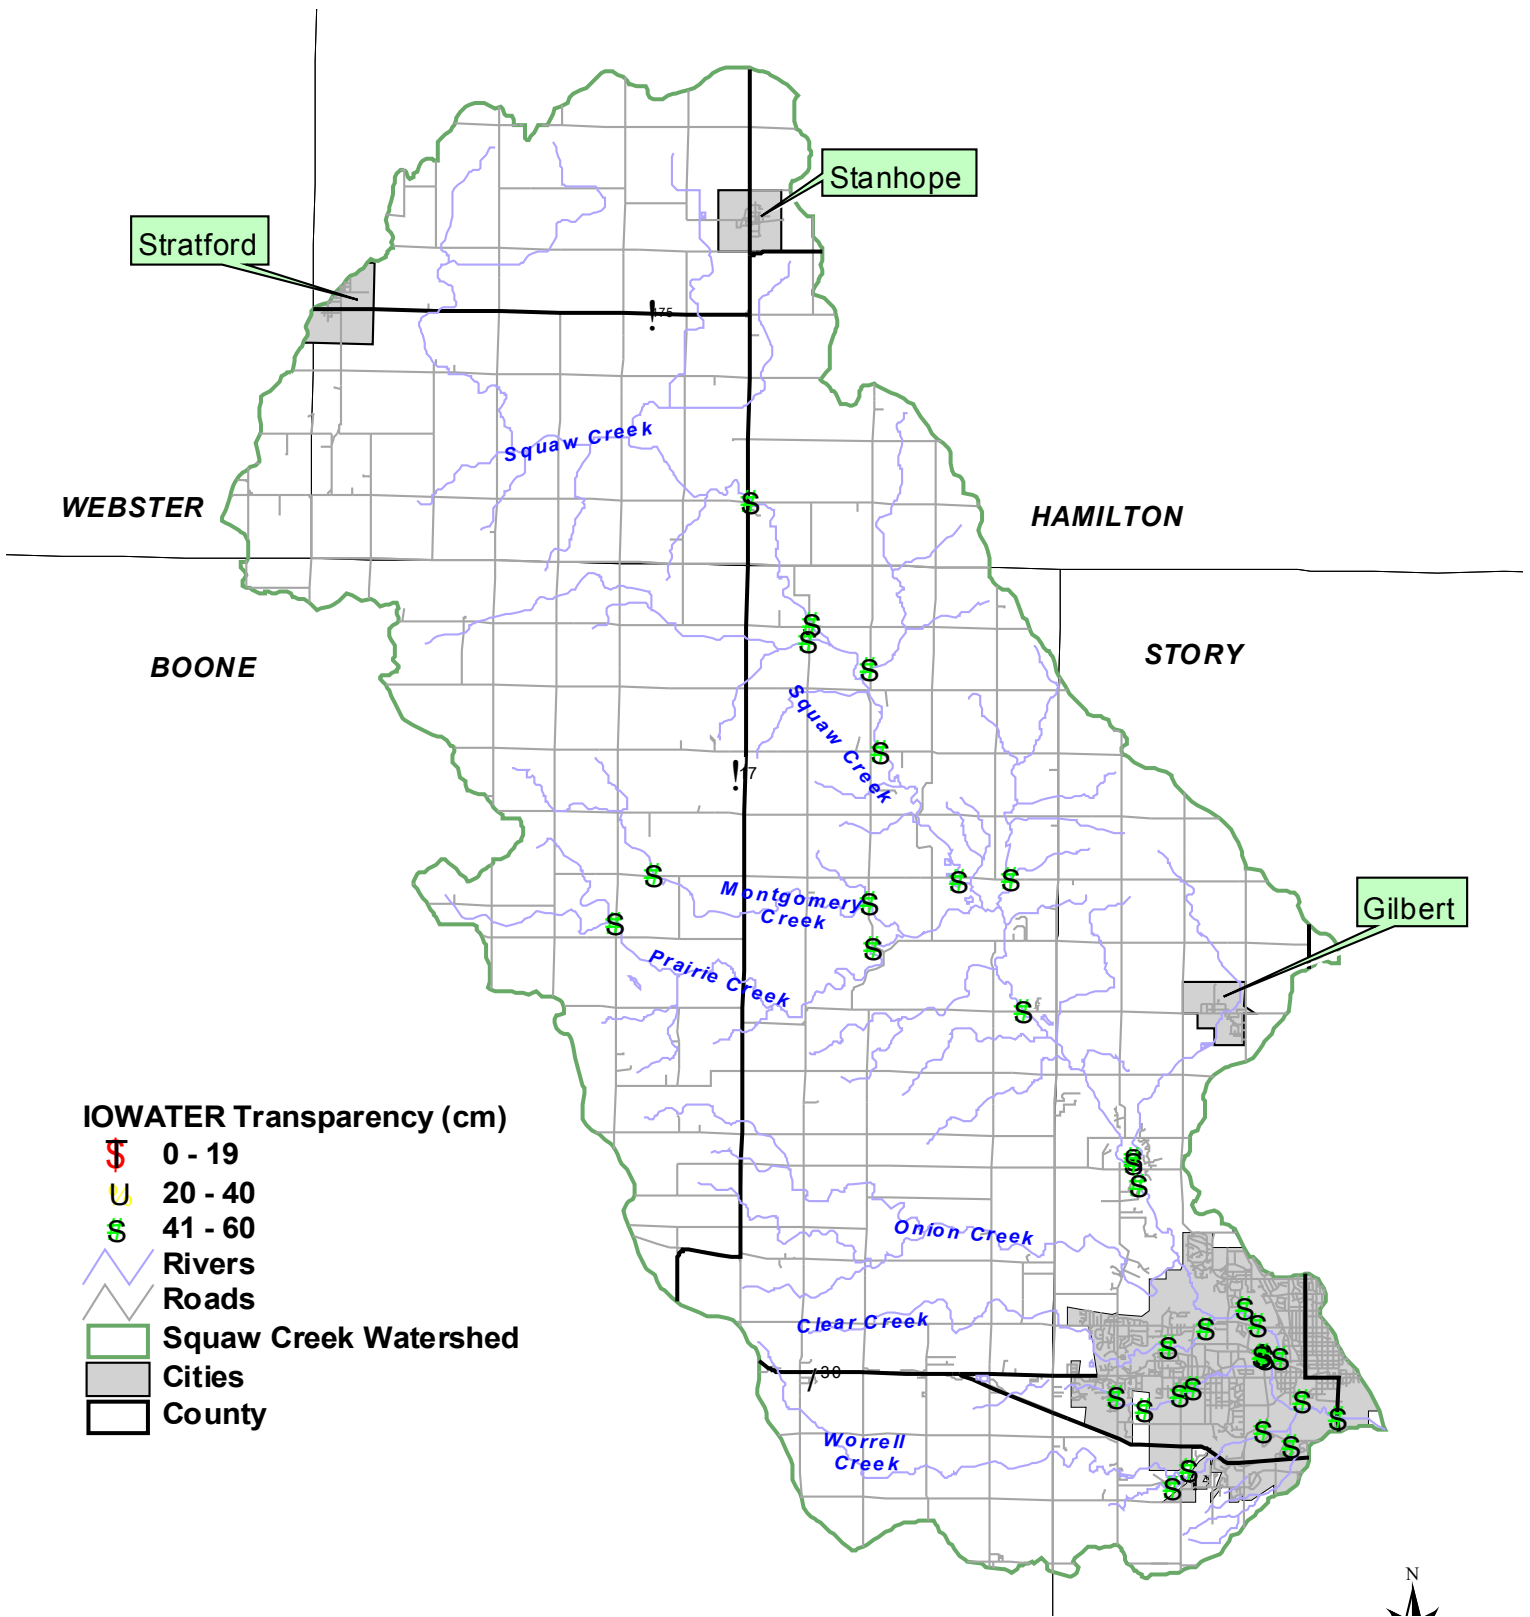 Stanhope
Stratford
175
Squaw Creek
WEBSTER
HAMILTON
BOONE
STORY
Squaw Creek
17
Montgomery
Creek
Gilbert
Prairie Creek
IOWATER Transparency (cm)
0 - 19
20 - 40
41 - 60
Rivers
Roads
Squaw Creek Watershed
Cities
County
Onion Creek
Clear Creek
30
Worrell
Creek
N